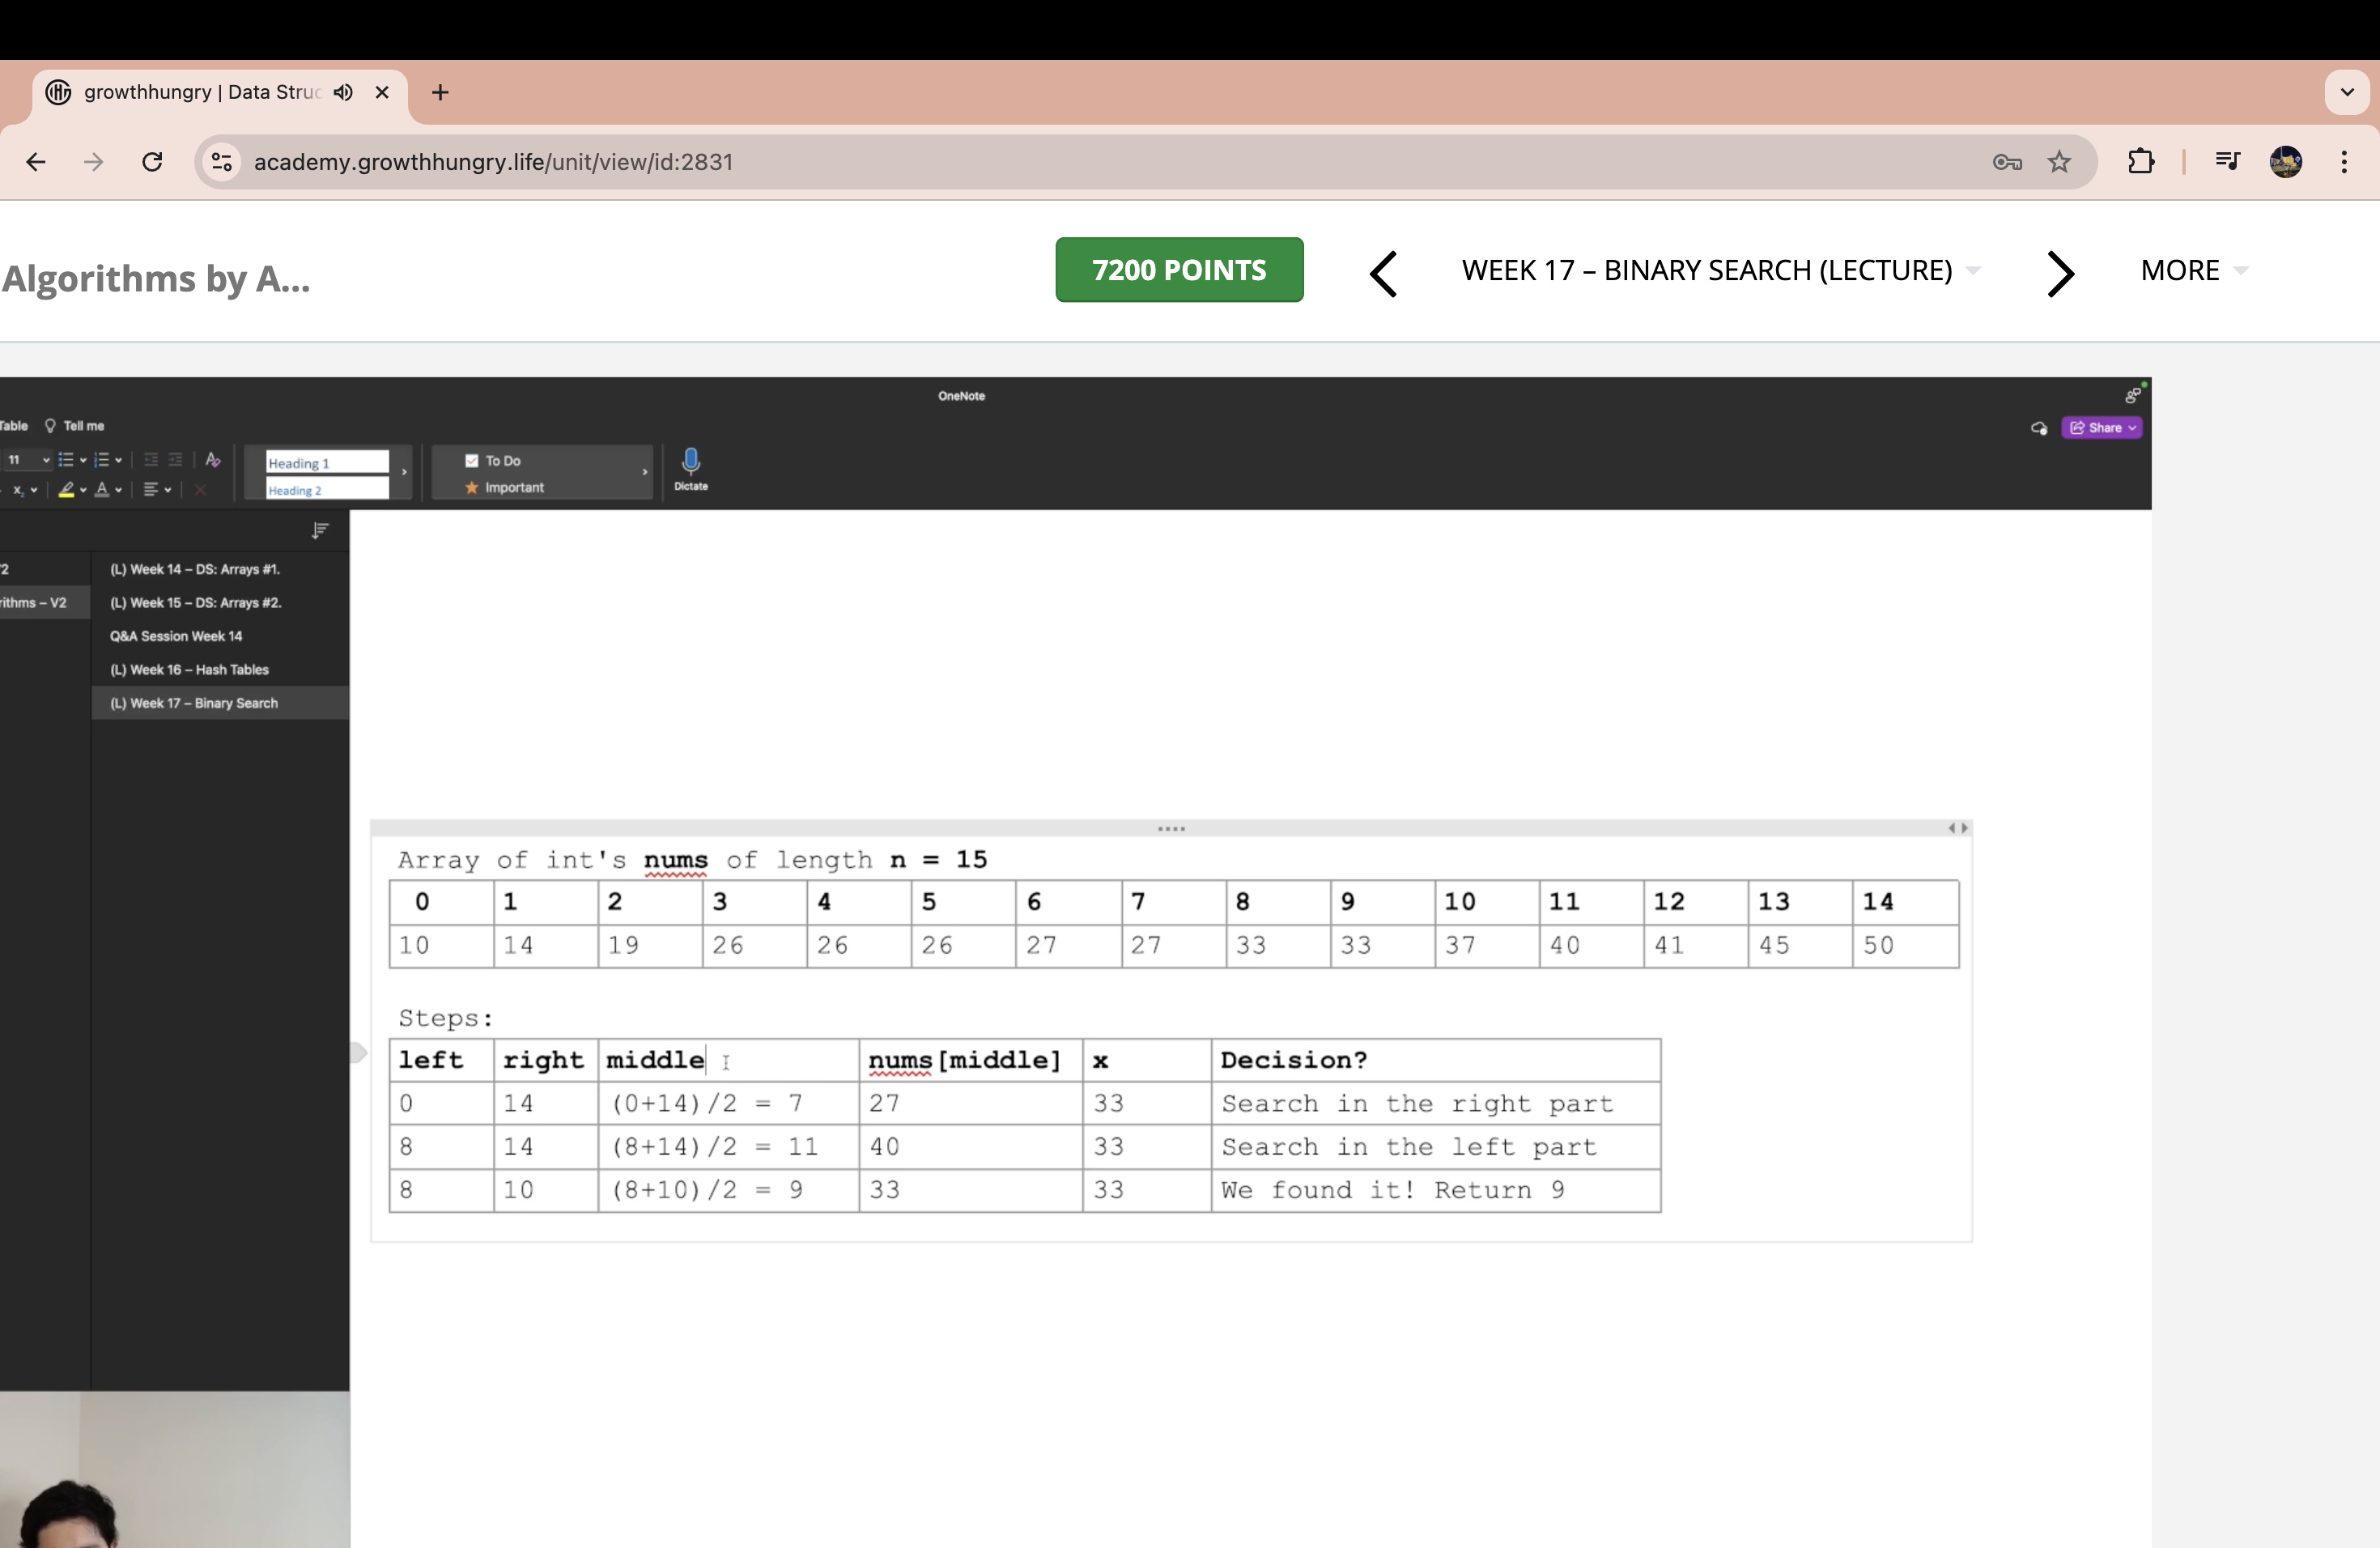 growthhungry | Data Struc
academy.growthhungry.life/unit/view/id:2831
Algorithms by A...
7200 POINTS
WEEK 17 – BINARY SEARCH (LECTURE)
MORE
OneNote
Table Tell me
Share
11
Heading 1
Heading 2
To Do
Important
Dictate
(L) Week 14 – DS: Arrays #1.
rithms – V2
(L) Week 15 – DS: Arrays #2.
Q&A Session Week 14
(L) Week 16 – Hash Tables
(L) Week 17 – Binary Search
Array of int's nums of length n = 15
0 1 2 3 4 5 6 7 8 9 10 11 12 13 14
10 14 19 26 26 26 27 27 33 33 37 40 41 45 50
Steps:
left right middle nums[middle] x Decision?
0 14 (0+14)/2 = 7 27 33 Search in the right part
8 14 (8+14)/2 = 11 40 33 Search in the left part
8 10 (8+10)/2 = 9 33 33 We found it! Return 9